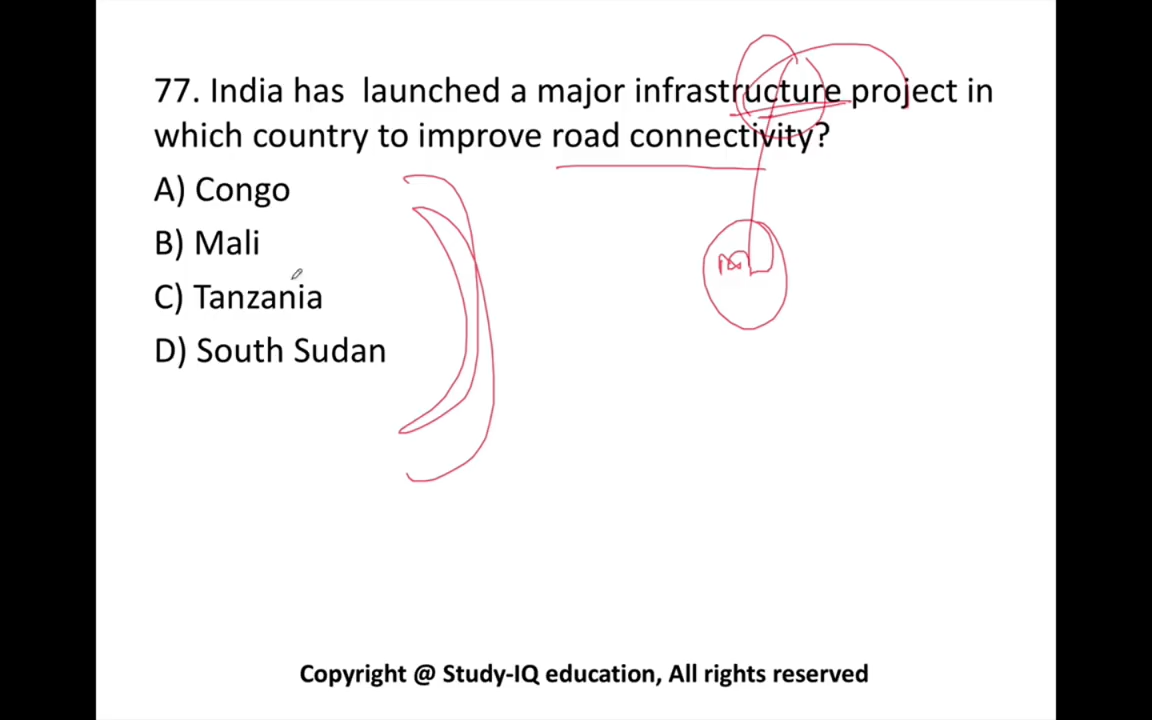 77. India has  launched a major infrastructure project in
which country to improve road connectivity?
A) Congo
B) Mali
C) Tanzania
D) South Sudan
Copyright @ Study-IQ education, All rights reserved